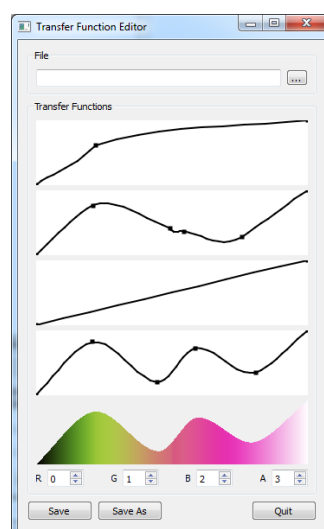 Transfer Function Editor
File
...
Transfer Functions
R 0 G 1 B 2 A 3
Save Save As Quit